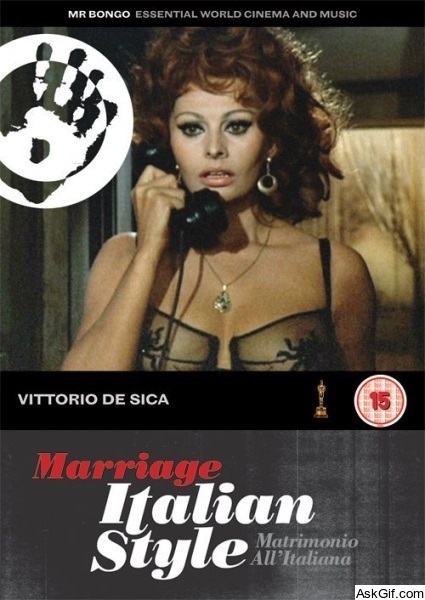 MR BONGO ESSENTIAL WORLD CINEMA AND MUSIC
VITTORIO DE SICA
15
Marriage
Italian
Style
Matrimonio
All'Italiana
AskGif.com